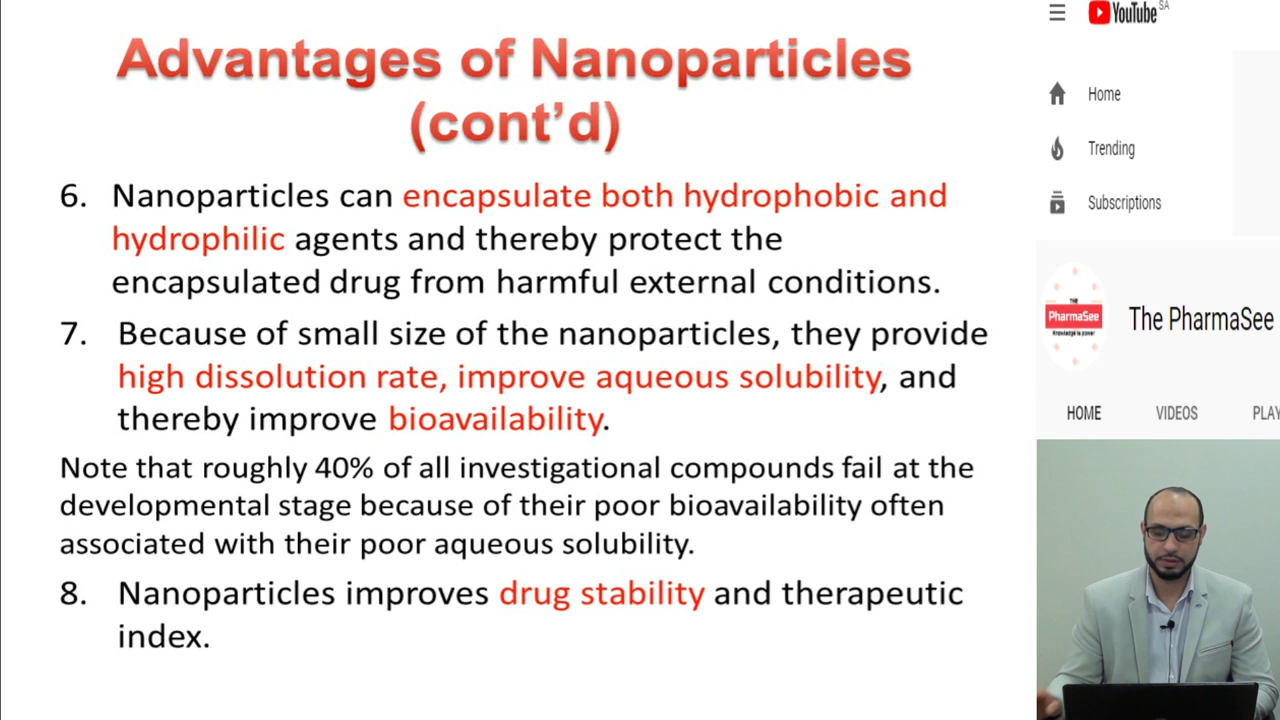 Advantages of Nanoparticles
(cont’d)
6. Nanoparticles can encapsulate both hydrophobic and
hydrophilic agents and thereby protect the
encapsulated drug from harmful external conditions.
7. Because of small size of the nanoparticles, they provide
high dissolution rate, improve aqueous solubility, and
thereby improve bioavailability.
Note that roughly 40% of all investigational compounds fail at the
developmental stage because of their poor bioavailability often
associated with their poor aqueous solubility.
8. Nanoparticles improves drug stability and therapeutic
index.
YouTube SA
Home
Trending
Subscriptions
THE
PharmaSee
Knowledge is power
The PharmaSee
HOME VIDEOS PLAY